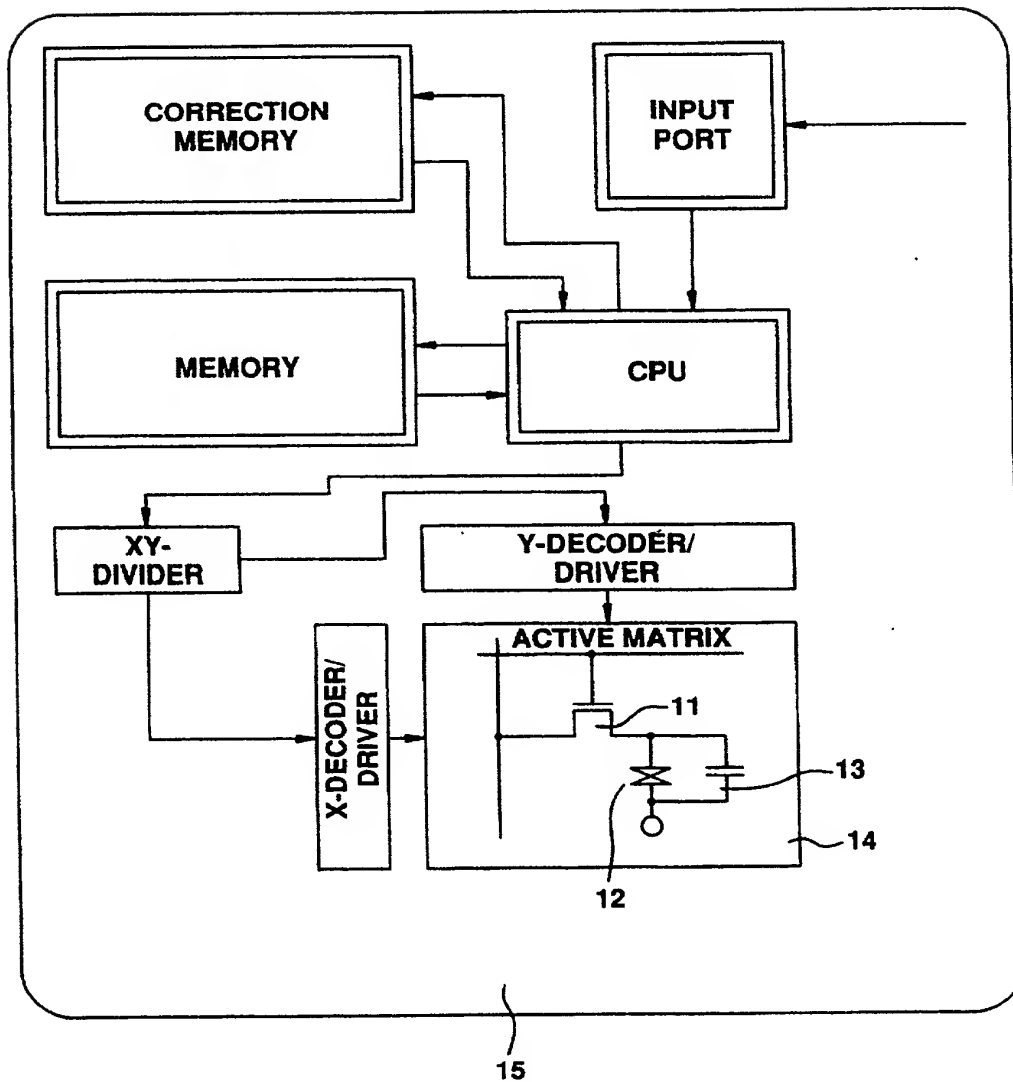 CORRECTION
MEMORY
INPUT
PORT
MEMORY
CPU
XY-
DIVIDER
Y-DECODER/
DRIVER
X-DECODER/
DRIVER
ACTIVE MATRIX
11
13
12
14
15